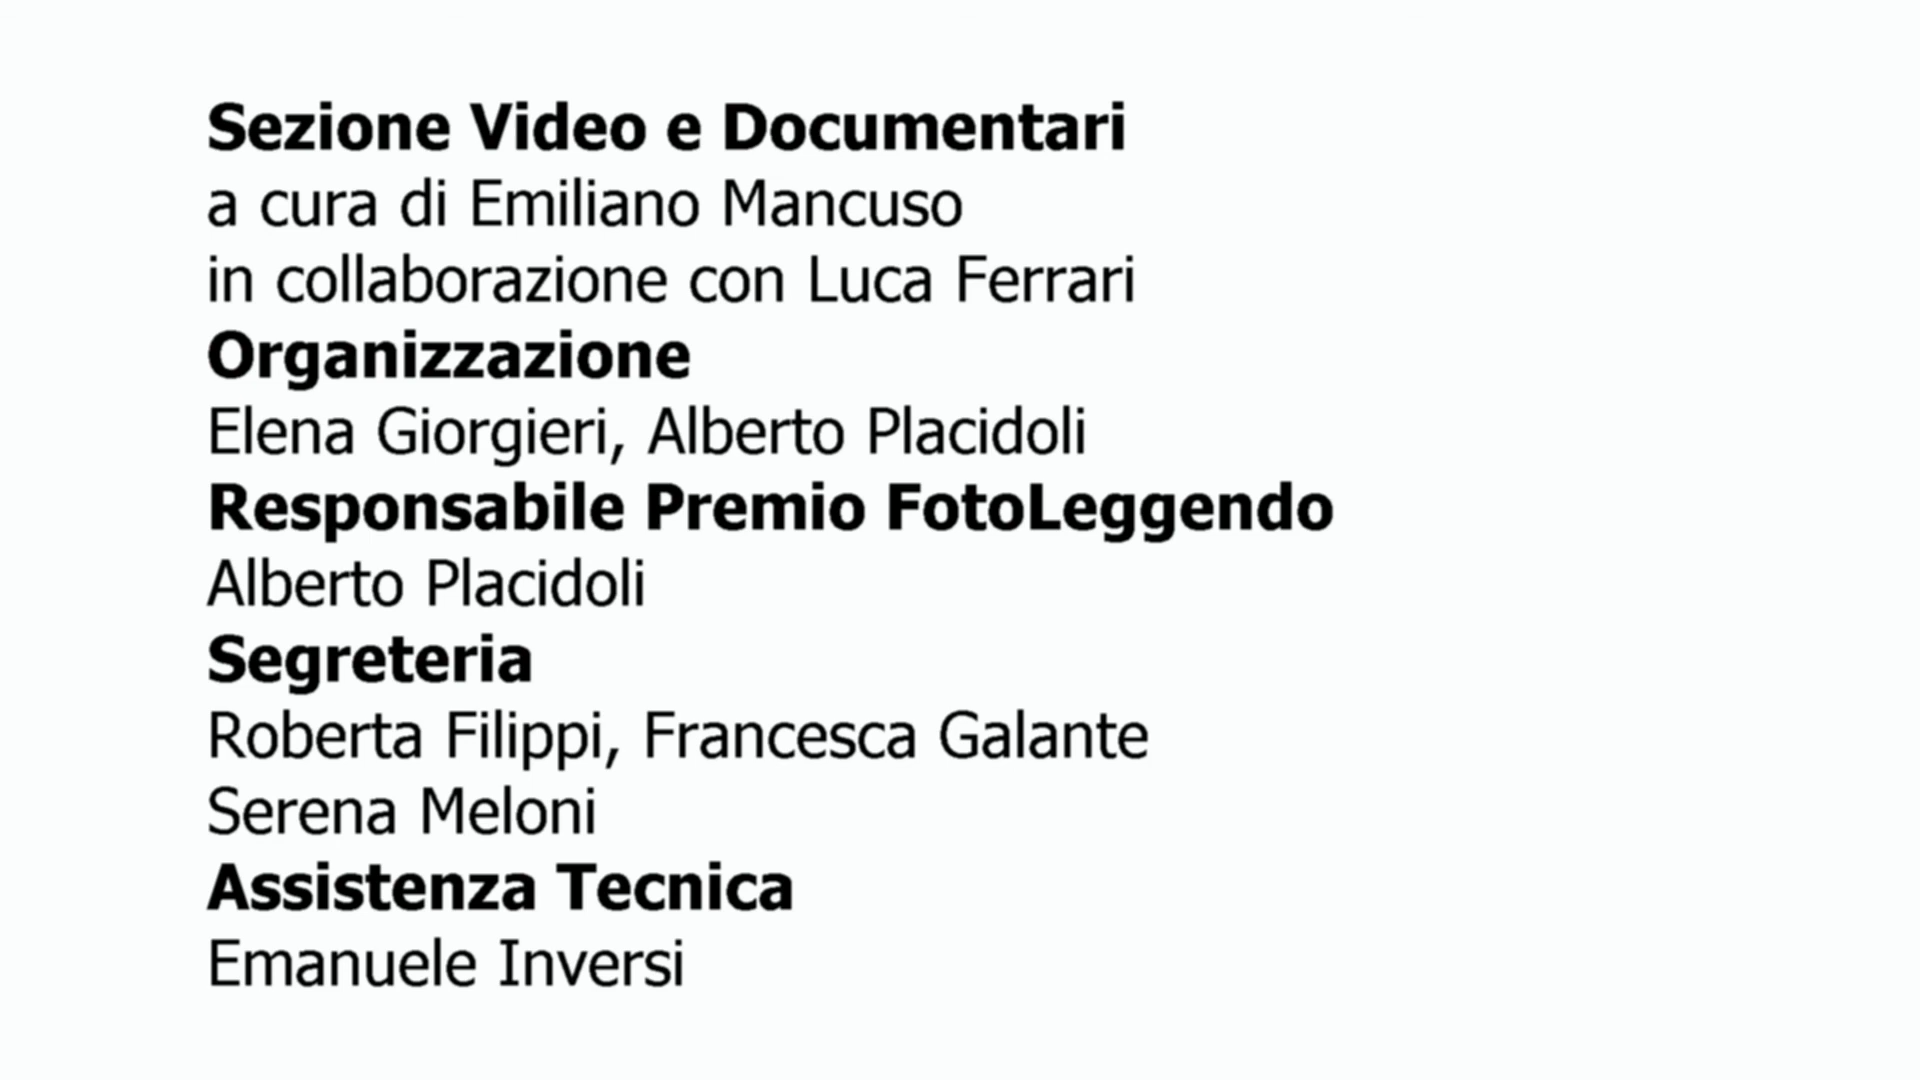 Sezione Video e Documentari
a cura di Emiliano Mancuso
in collaborazione con Luca Ferrari
Organizzazione
Elena Giorgieri, Alberto Placidoli
Responsabile Premio FotoLeggendo
Alberto Placidoli
Segreteria
Roberta Filippi, Francesca Galante
Serena Meloni
Assistenza Tecnica
Emanuele Inversi